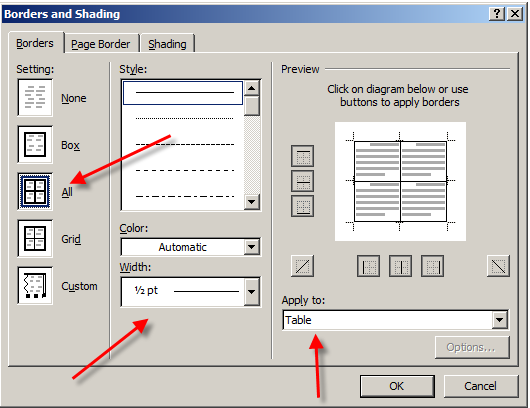 Borders and Shading
Borders
Page Border
Shading
Setting:
None
Box
All
Grid
Custom
Style:
Color:
Automatic
Width:
½ pt
Preview
Click on diagram below or use
buttons to apply borders
Apply to:
Table
Options...
OK
Cancel